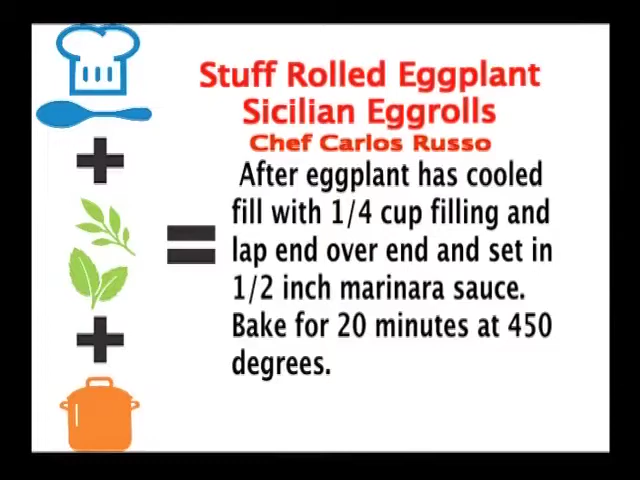 Stuff Rolled Eggplant
Sicilian Eggrolls
Chef Carlos Russo
After eggplant has cooled
fill with 1/4 cup filling and
lap end over end and set in
1/2 inch marinara sauce.
Bake for 20 minutes at 450
degrees.